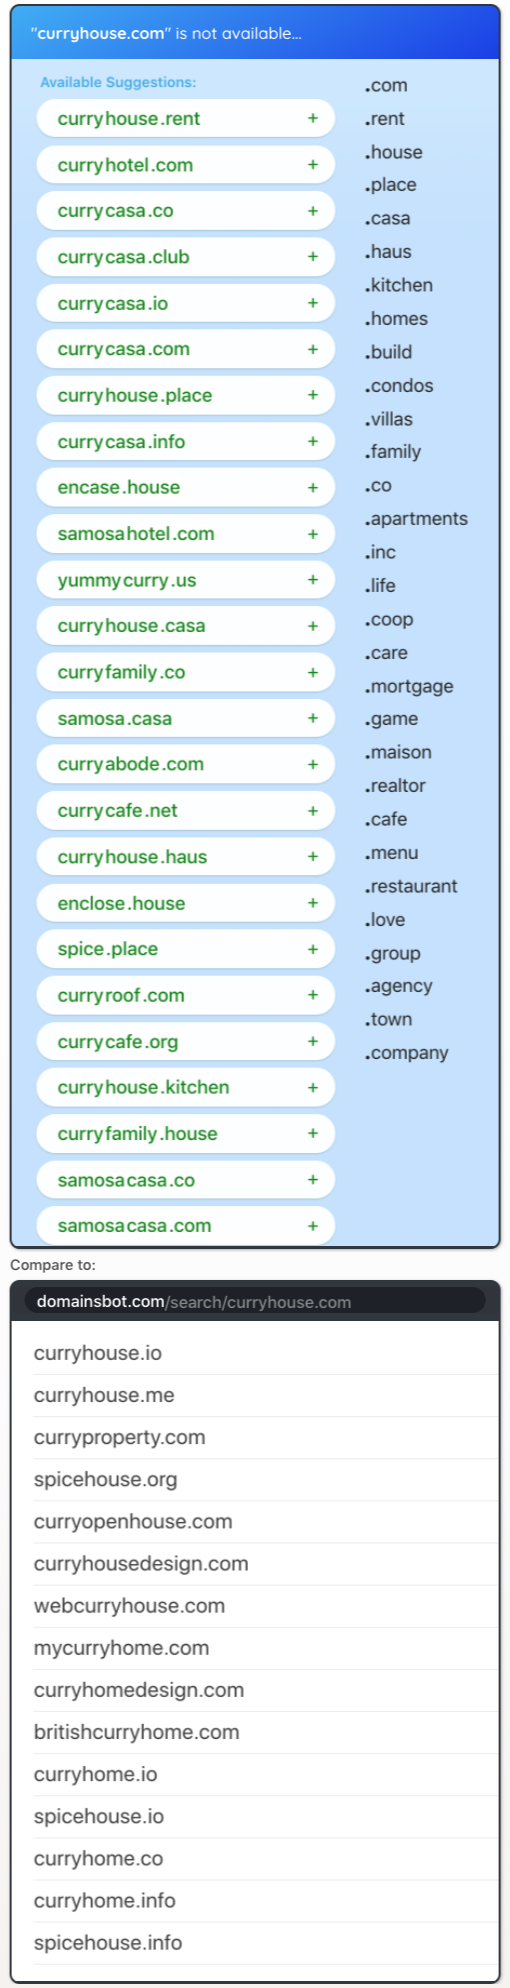 "curryhouse.com" is not available...
Available Suggestions:
curryhouse.rent +
curryhotel.com +
currycasa.co +
currycasa.club +
currycasa.io +
currycasa.com +
curryhouse.place +
currycasa.info +
encase.house +
samosahotel.com +
yummycurry.us +
curryhouse.casa +
curryfamily.co +
samosa.casa +
curryabode.com +
currycafe.net +
curryhouse.haus +
enclose.house +
spice.place +
curryroof.com +
currycafe.org +
curryhouse.kitchen +
curryfamily.house +
samosacasa.co +
samosacasa.com +
.com
.rent
.house
.place
.casa
.haus
.kitchen
.homes
.build
.condos
.villas
.family
.co
.apartments
.inc
.life
.coop
.care
.mortgage
.game
.maison
.realtor
.cafe
.menu
.restaurant
.love
.group
.agency
.town
.company
Compare to:
domainsbot.com/search/curryhouse.com
curryhouse.io
curryhouse.me
curryproperty.com
spicehouse.org
curryopenhouse.com
curryhousedesign.com
webcurryhouse.com
mycurryhome.com
curryhomedesign.com
britishcurryhome.com
curryhome.io
spicehouse.io
curryhome.co
curryhome.info
spicehouse.info